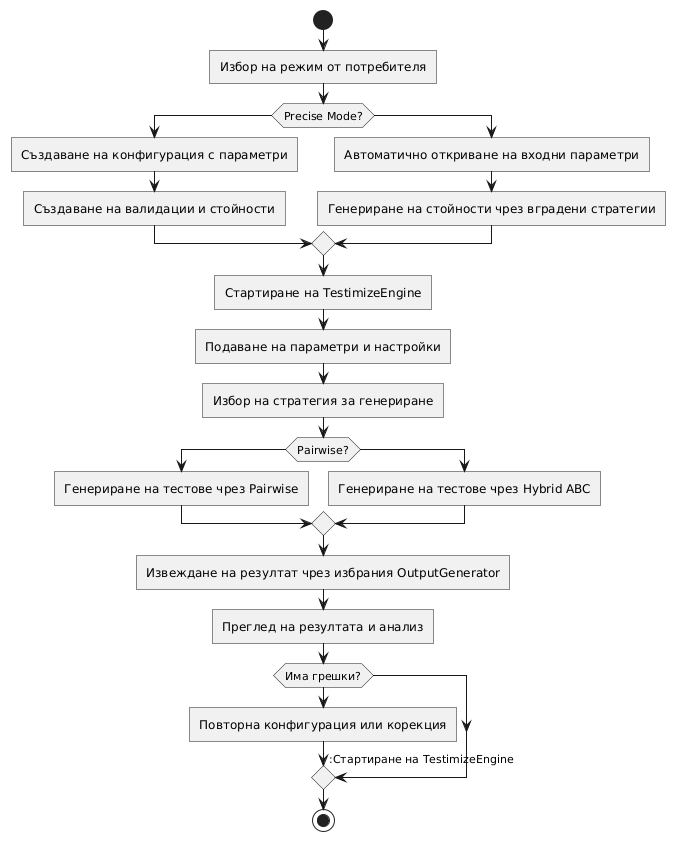 Избор на режим от потребителя
Precise Mode?
Създаване на конфигурация с параметри
Автоматично откриване на входни параметри
Създаване на валидации и стойности
Генериране на стойности чрез вградени стратегии
Стартиране на TestimizeEngine
Подаване на параметри и настройки
Избор на стратегия за генериране
Pairwise?
Генериране на тестове чрез Pairwise
Генериране на тестове чрез Hybrid ABC
Извеждане на резултат чрез избрания OutputGenerator
Преглед на резултата и анализ
Има грешки?
Повторна конфигурация или корекция
:Стартиране на TestimizeEngine